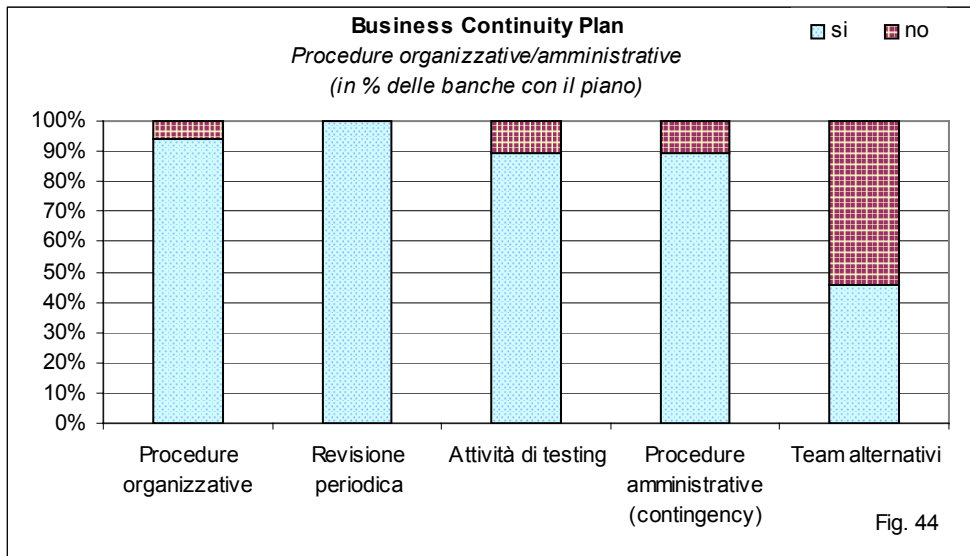 Business Continuity Plan
Procedure organizzative/amministrative
(in % delle banche con il piano)
si
no
100%
90%
80%
70%
60%
50%
40%
30%
20%
10%
0%
Procedure
organizzative
Revisione
periodica
Attività di testing
Procedure
amministrative
(contingency)
Team alternativi
Fig. 44